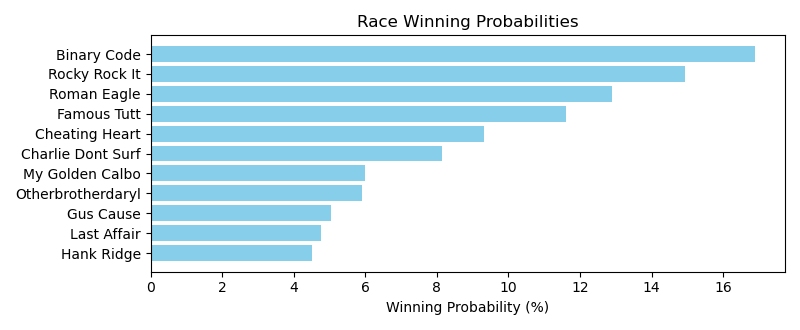 Race Winning Probabilities
Binary Code
Rocky Rock It
Roman Eagle
Famous Tutt
Cheating Heart
Charlie Dont Surf
My Golden Calbo
Otherbrotherdaryl
Gus Cause
Last Affair
Hank Ridge
0 2 4 6 8 10 12 14 16
Winning Probability (%)